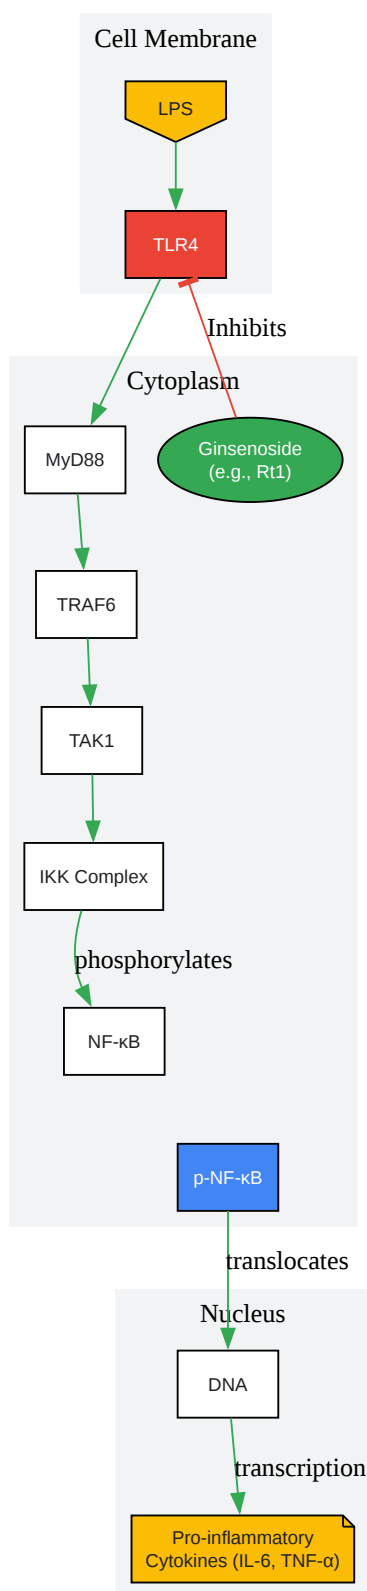 Cell Membrane
LPS
TLR4
Inhibits
Cytoplasm
MyD88
Ginsenoside
(e.g., Rt1)
TRAF6
TAK1
IKK Complex
phosphorylates
NF-κB
p-NF-κB
translocates
Nucleus
DNA
transcription
Pro-inflammatory
Cytokines (IL-6, TNF-α)